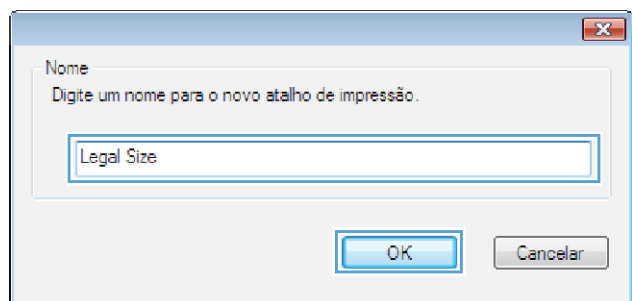 Nome
Digite um nome para o novo atalho de impressão.
Legal Size
OK
Cancelar